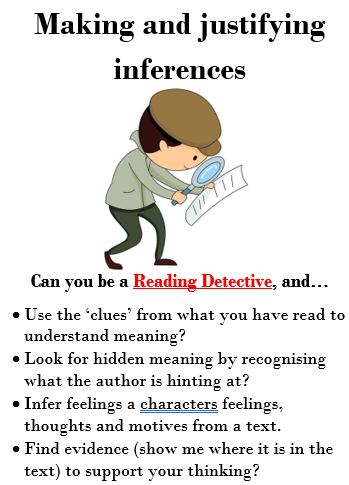 Making and justifying
inferences
Can you be a Reading Detective, and…
• Use the ‘clues’ from what you have read to
understand meaning?
• Look for hidden meaning by recognising
what the author is hinting at?
• Infer feelings a characters feelings,
thoughts and motives from a text.
• Find evidence (show me where it is in the
text) to support your thinking?